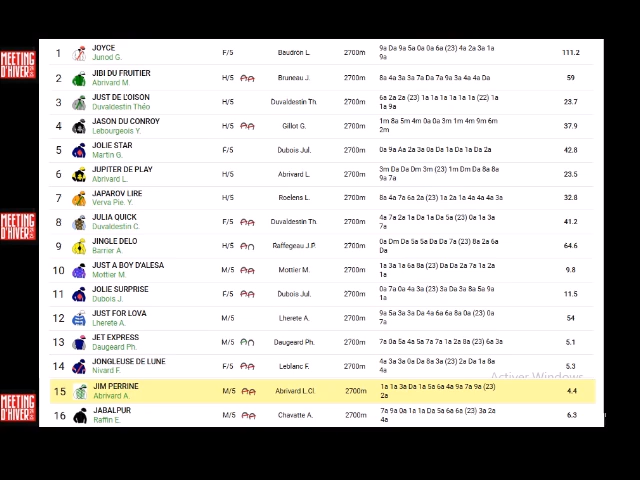 MEETING
D'HIVER
1 JOYCE F/5 Baudron L. 2700m 9a Da 9a 5a 0a 0a 6a (23) 4a 2a 3a 1a 111.2
Junod G. 9a
2 JIBI DU FRUITIER H/5 Bruneau J. 2700m 8a 4a 3a 3a 7a Da 7a 9a 3a 4a 4a Da 59
Abrivard M.
3 JUST DE L'OISON H/5 Duvaldestin Th. 2700m 6a 2a 2a (23) 1a 1a 1a 1a 1a 1a (22) 1a 23.7
Duvaldestin Théo 1a 9a
4 JASON DU CONROY H/5 Gillot G. 2700m 1m 8a 5m 4m 0a 0a 3m 1m 4m 9m 6m 37.9
Lebourgeois Y. 2m
5 JOLIE STAR F/5 Dubois Jul. 2700m 0a 9a Aa 2a 3a 0a Da 1a Da 1a Da 2a 42.8
Martin G.
6 JUPITER DE PLAY H/5 Abrivard L. 2700m 3m Da Da 0m 3m (23) 1m Dm Da 8a 8a 23.5
Abrivard L. 9a 7a
7 JAPAROV LIRE H/5 Roelens L. 2700m 8a 4a 7a 6a 2a (23) 1a 2a 1a 4a 4a 4a 3a 32.8
Verva Pie. Y.
MEETING
D'HIVER
8 JULIA QUICK F/5 Duvaldestin Th. 2700m 4a 7a 2a 1a Da 1a Da 5a (23) 0a 1a 3a 41.2
Duvaldestin C. 7a
9 JINGLE DELO H/5 Raffegeau J.P. 2700m 0a Dm Da 5a 5a Da Da 7a (23) 8a 2a 6a 64.6
Barrier A. Da
10 JUST A BOY D'ALESA M/5 Mottier M. 2700m 1a 3a 1a 6a 8a (23) Da Da 2a 7a 1a 2a 9.8
Mottier M. 1a
11 JOLIE SURPRISE F/5 Dubois Jul. 2700m 0a 7a 0a 4a 3a (23) 3a Da 3a 8a 5a 9a 11.5
Dubois J. 1a
12 JUST FOR LOVA M/5 Lherete A. 2700m 9a 5a 3a 3a Da 4a 6a 8a 8a 0a (23) 0a 54
Lherete A. 7a
13 JET EXPRESS M/5 Daugeard Ph. 2700m 7a 0a 5a 4a 5a 7a 7a 1a 2a 8a (23) 6a 3a 5.1
Daugeard Ph.
14 JONGLEUSE DE LUNE F/5 Leblanc F. 2700m 4a 3a 3a 0a Da 8a 3a (23) 2a Da 1a 8a 5.3
Nivard F. 4a
Activer Windows
15 JIM PERRINE M/5 Abrivard L.Cl. 2700m 1a 1a 3a Da 1a 5a 6a 4a 9a 7a 9a (23) 4.4
Abrivard A. 2a
MEETING
D'HIVER
16 JABALPUR M/5 Chavatte A. 2700m 7a 9a 0a 1a 1a Da 5a 6a 6a (23) 3a 2a 6.3
Raffin E. 4a